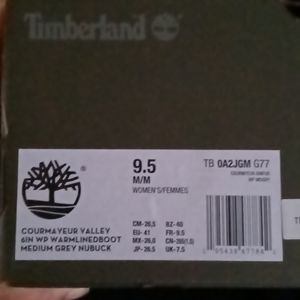 Timberland
9.5
M/M
WOMEN'S/FEMMES
TB 0A2JGM G77
COURMAYEUR VALLEY
6IN WP WARMLINEDBOOT
MEDIUM GREY NUBUCK
CM-26,5 BZ-40
EU-41 FR-9.5
MX-26,0
JP-26,5 UK-7.5